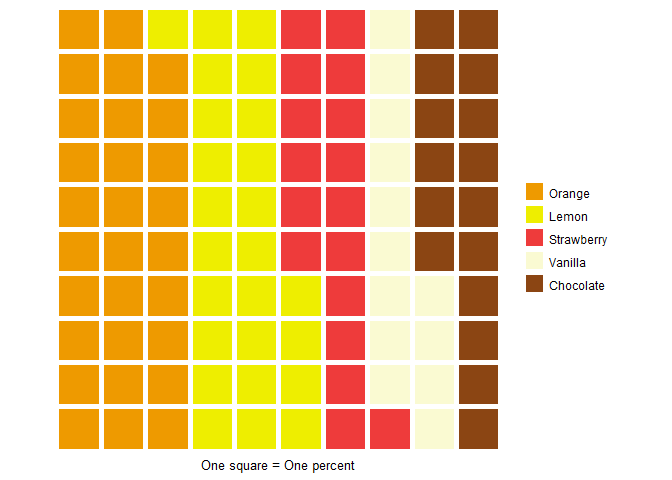 Orange
Lemon
Strawberry
Vanilla
Chocolate
One square = One percent